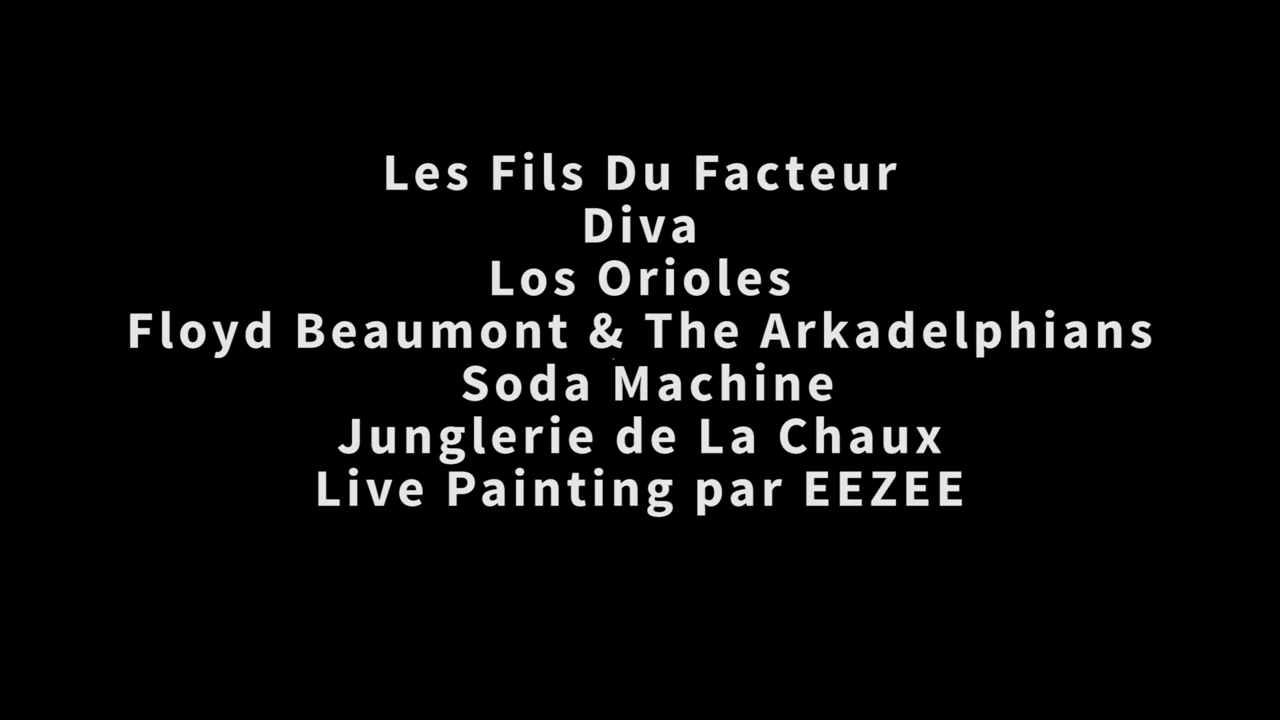 Les Fils Du Facteur
Diva
Los Orioles
Floyd Beaumont & The Arkadelphians
Soda Machine
Junglerie de La Chaux
Live Painting par EEZEE